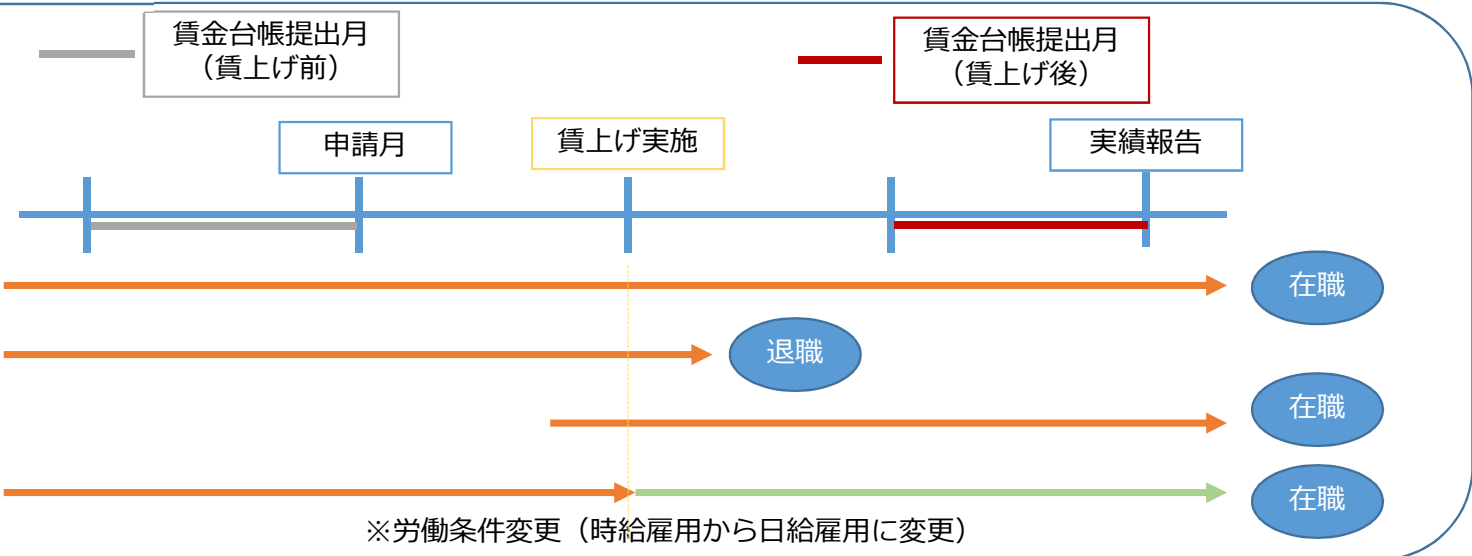 賃金台帳提出月
（賃上げ前）
賃金台帳提出月
（賃上げ後）
申請月
賃上げ実施
実績報告
在職
退職
在職
在職
※労働条件変更（時給雇用から日給雇用に変更）